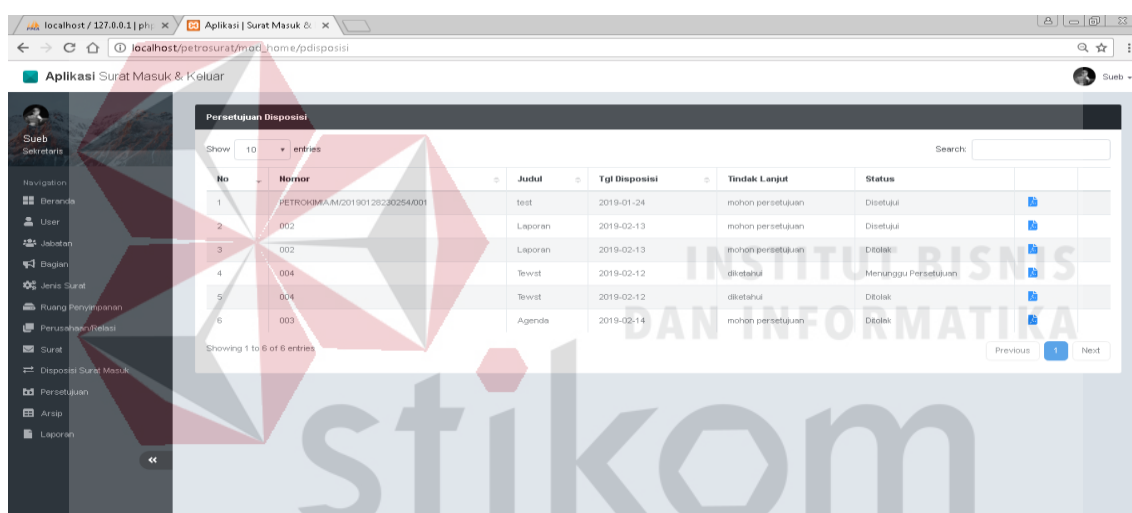 localhost / 127.0.0.1 | php
Aplikasi | Surat Masuk &
localhost/petrosurat/mod_home/pdisposisi
Aplikasi Surat Masuk & Keluar
Sueb
Sueb
Sekretaris
Navigation
Beranda
User
Jabatan
Bagian
Jenis Surat
Ruang Penyimpanan
Perusahaan/Relasi
Surat
Disposisi Surat Masuk
Persetujuan
Arsip
Laporan
Persetujuan Disposisi
Show 10 entries
Search:
No Nomor Judul Tgl Disposisi Tindak Lanjut Status
1 PETROKIMIA/M/20190128230254/001 test 2019-01-24 mohon persetujuan Disetujui
2 002 Laporan 2019-02-13 mohon persetujuan Disetujui
3 002 Laporan 2019-02-13 mohon persetujuan Ditolak
4 004 Tewst 2019-02-12 diketahui Menunggu Persetujuan
5 004 Tewst 2019-02-12 diketahui Ditolak
6 003 Agenda 2019-02-14 mohon persetujuan Ditolak
Showing 1 to 6 of 6 entries
Previous 1 Next
INSTITUT BISNIS
DAN INFORMATIKA
stikom